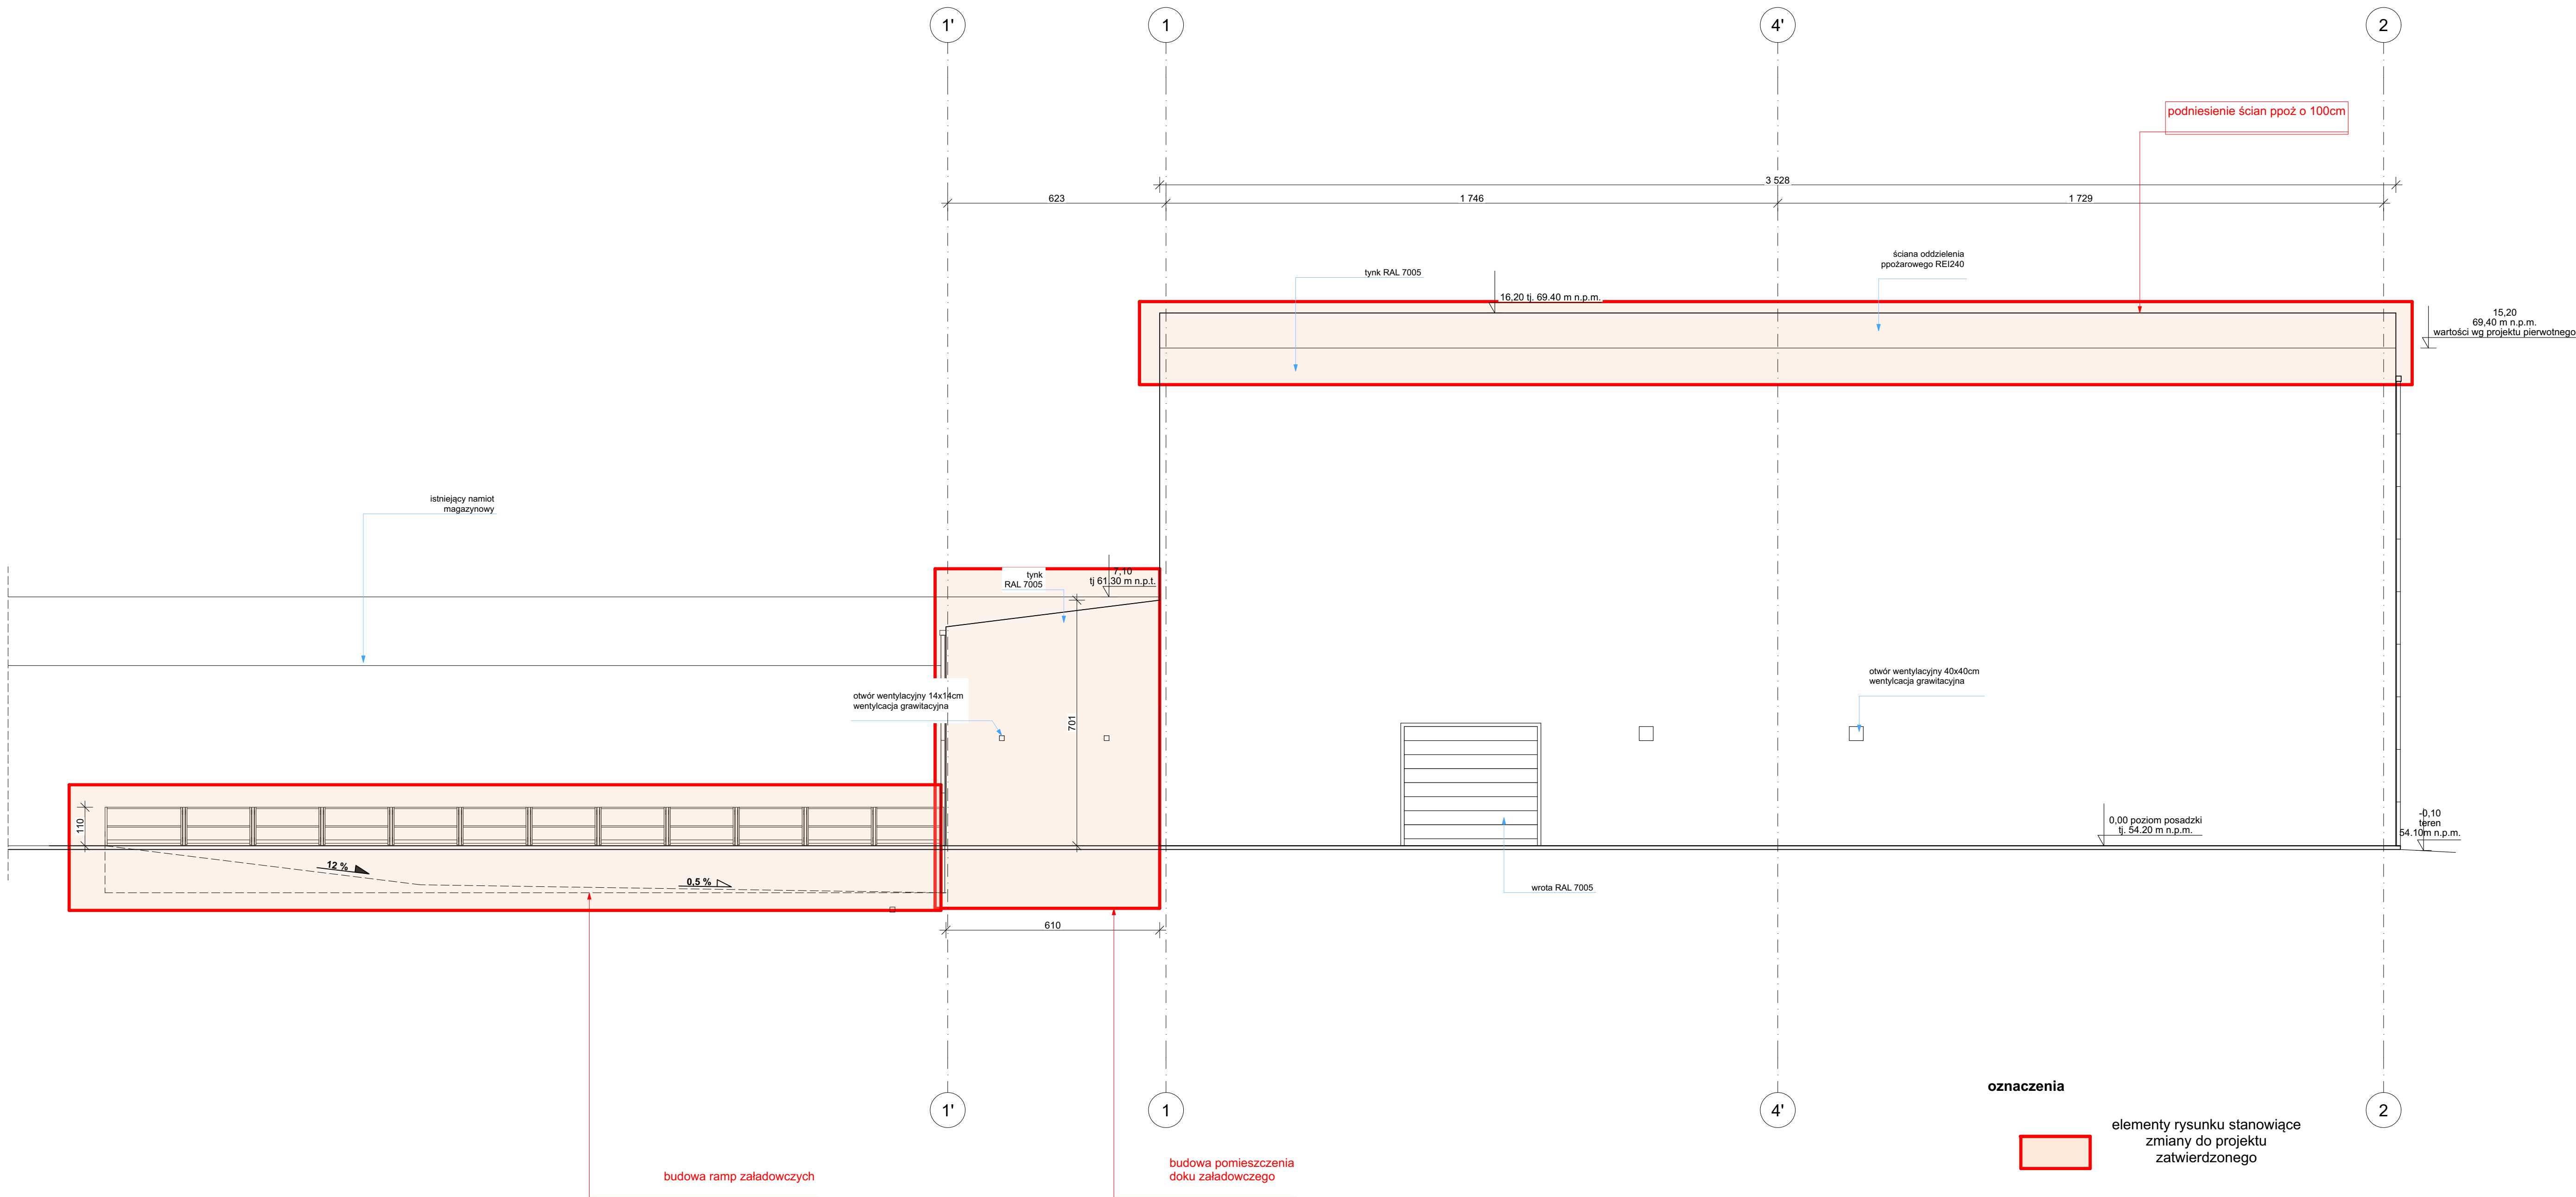 1'
1
4'
2
podniesienie ścian ppoż o 100cm
3 528
623
1 746
1 729
ściana oddzielenia
ppożarowego REI240
tynk RAL 7005
16,20 tj. 69.40 m n.p.m.
15,20
69,40 m n.p.m.
wartości wg projektu pierwotnego
istniejący namiot
magazynowy
tynk
RAL 7005
7,10
tj 61.30 m n.p.t.
otwór wentylacyjny 14x14cm
wentylcacja grawitacyjna
701
otwór wentylacyjny 40x40cm
wentylcacja grawitacyjna
110
0,00 poziom posadzki
tj. 54.20 m n.p.m.
-0,10
teren
54.10m n.p.m.
12 %
0,5 %
wrota RAL 7005
610
oznaczenia
1'
1
4'
2
elementy rysunku stanowiące
zmiany do projektu
zatwierdzonego
budowa ramp załadowczych
budowa pomieszczenia
doku załadowczego